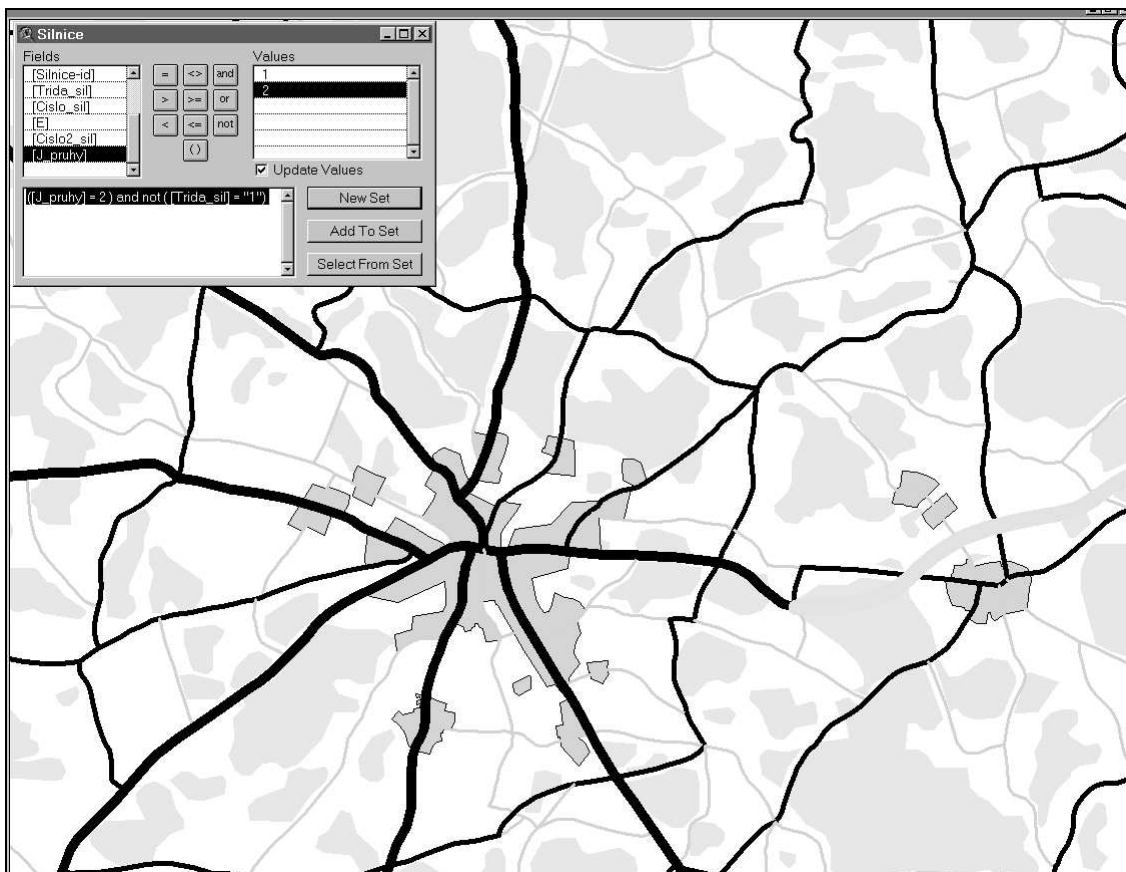 Silnice
Fields
Values
[Silnice-id]
[Trida_sil]
[Cislo_sil]
[E]
[Cislo2_sil]
[J_pruhy]
= <> and
> >= or
< <= not
( )
1
2
Update Values
([J_pruhy] = 2 ) and not ( [Trida_sil] = "1")
New Set
Add To Set
Select From Set